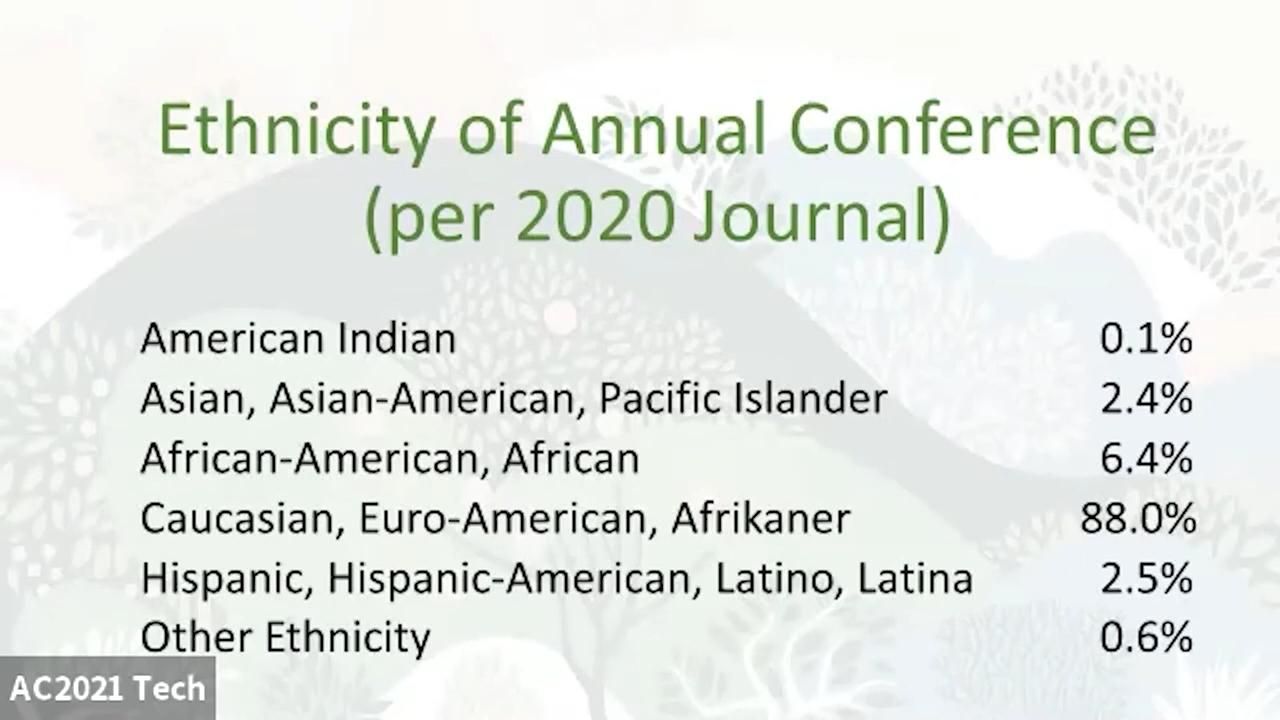 Ethnicity of Annual Conference
(per 2020 Journal)
American Indian 0.1%
Asian, Asian-American, Pacific Islander 2.4%
African-American, African 6.4%
Caucasian, Euro-American, Afrikaner 88.0%
Hispanic, Hispanic-American, Latino, Latina 2.5%
Other Ethnicity 0.6%
AC2021 Tech